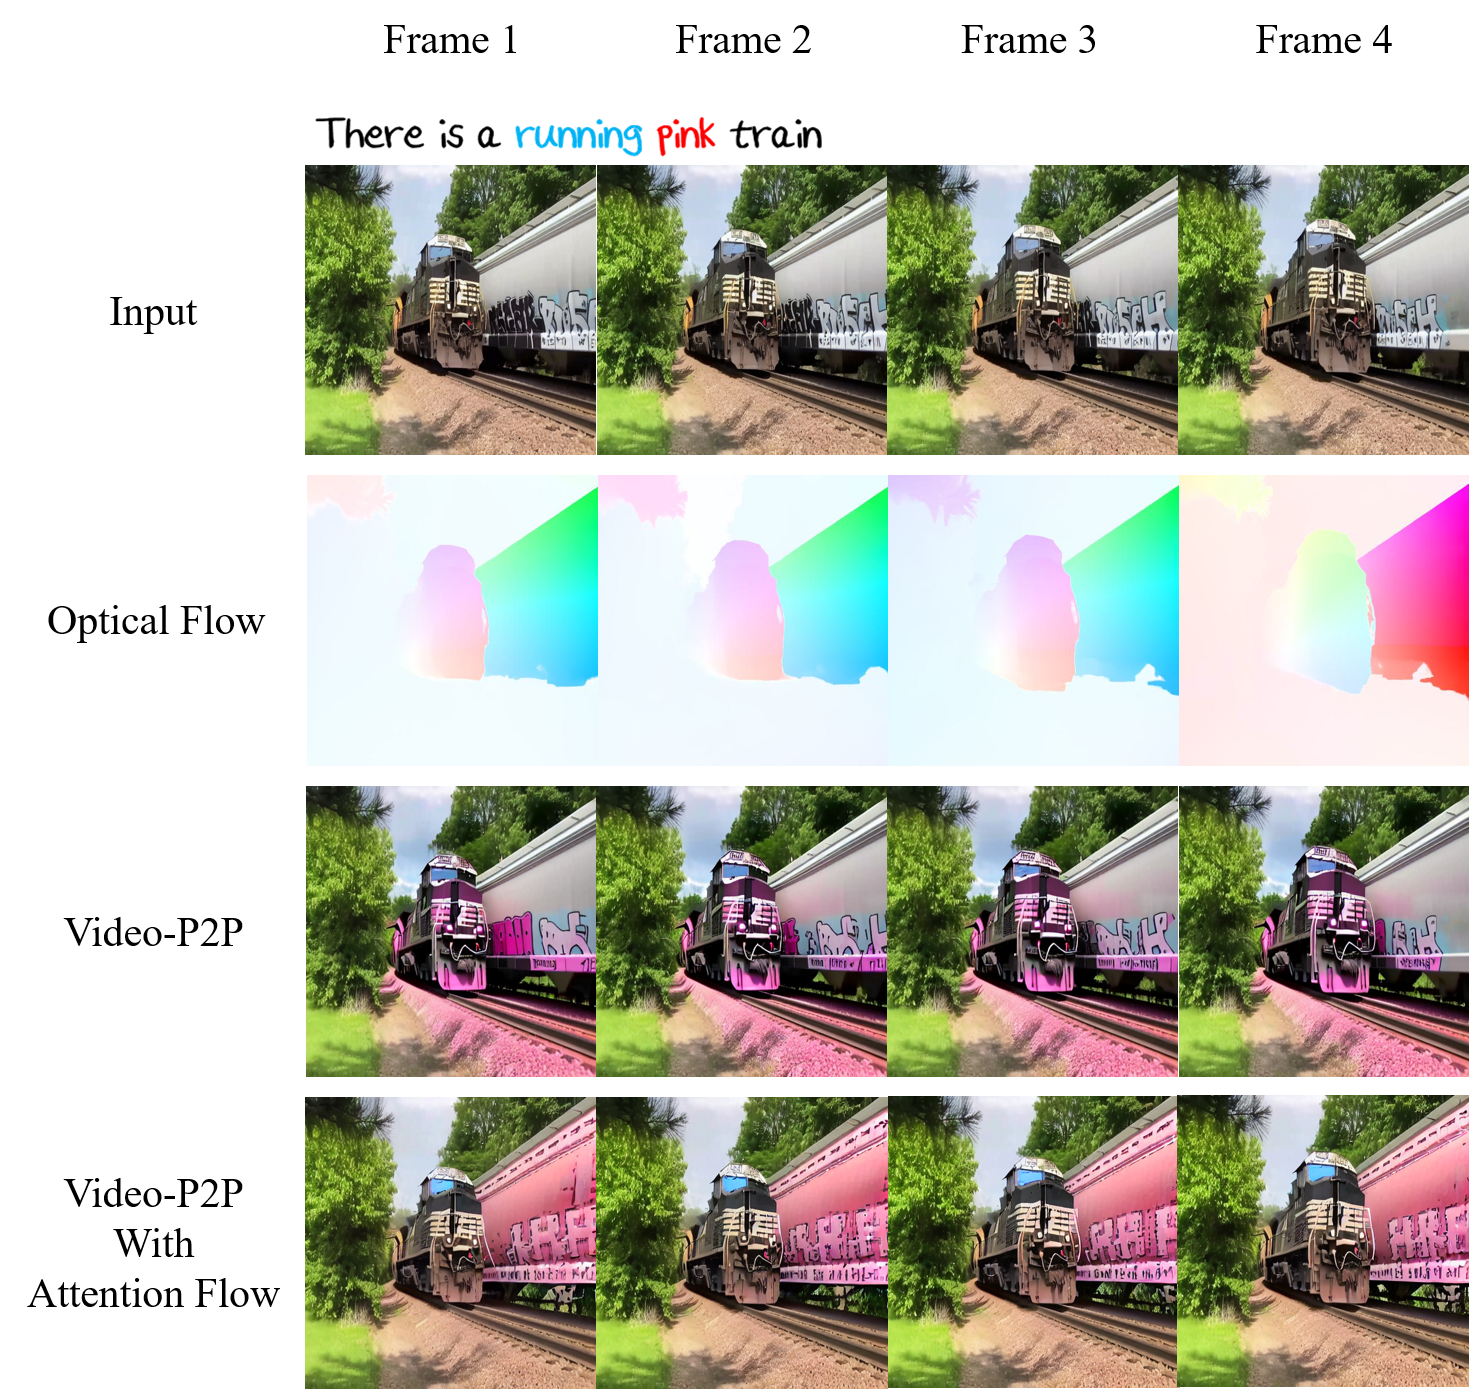 Frame 1 Frame 2 Frame 3 Frame 4
There is a running pink train
Input
Optical Flow
Video-P2P
Video-P2P
With
Attention Flow